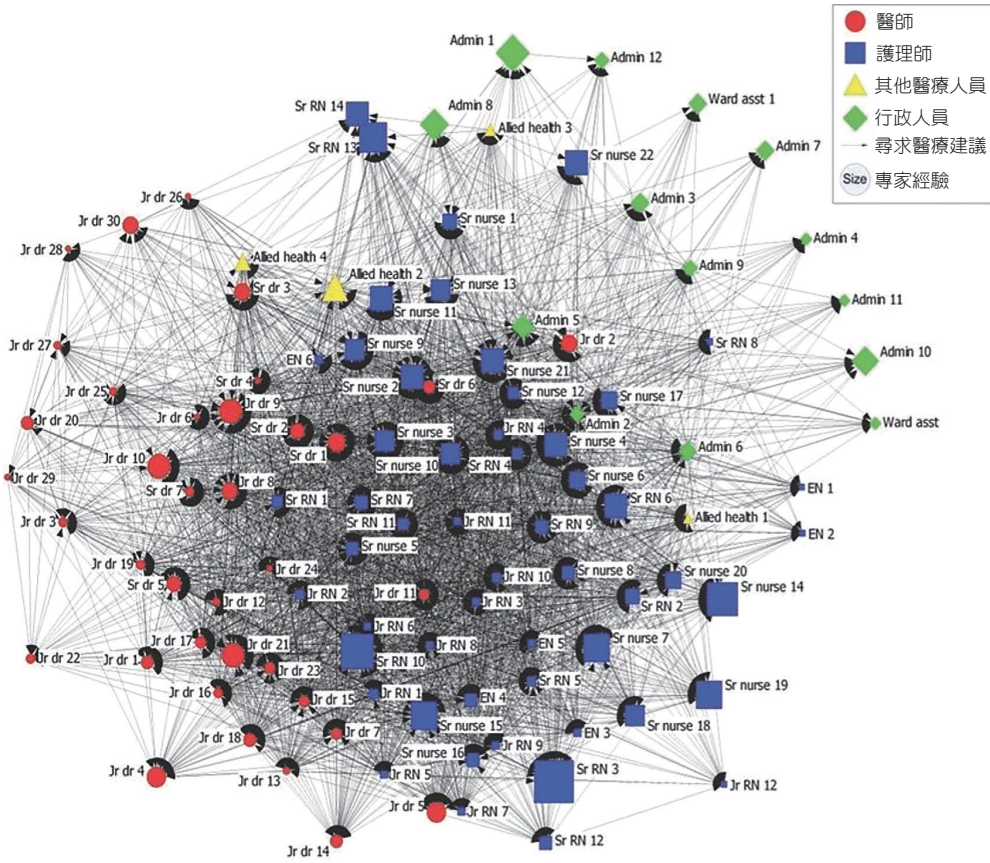 醫師
護理師
其他醫療人員
行政人員
尋求醫療建議
Size 專家經驗
Admin 1
Admin 12
Ward asst 1
Sr RN 14
Admin 8
Allied health 3
Sr RN 13
Admin 7
Sr nurse 22
Jr dr 26
Admin 3
Jr dr 30
Sr nurse 1
Admin 4
Jr dr 28
Allied health 4
Allied health 2
Admin 9
Sr dr 3
Sr nurse 13
Admin 11
Sr nurse 11
Admin 5
Jr dr 2
Jr dr 27
Sr nurse 9
Sr RN 8
EN 6
Admin 10
Sr nurse 21
Sr dr 4
Sr nurse 2
Sr dr 6
Jr dr 25
Sr nurse 12
Sr nurse 17
Jr dr 9
Jr dr 6
Jr dr 20
Sr dr 2
Admin 2
Ward asst
Sr nurse 3
Jr RN 4
Sr nurse 4
Sr dr 1
Admin 6
Jr dr 10
Sr nurse 10
Sr RN 4
Sr nurse 6
Jr dr 29
Sr dr 7
Jr dr 8
EN 1
Sr RN 1
Sr RN 7
Sr RN 6
Jr dr 3
Sr RN 11
Jr RN 11
Sr RN 9
Allied health 1
EN 2
Sr nurse 5
Jr dr 19
Jr dr 24
Sr nurse 8
Sr nurse 20
Sr dr 5
Jr RN 10
Sr nurse 14
Jr dr 12
Jr RN 2
Jr dr 11
Jr RN 3
Sr RN 2
Jr RN 6
Jr dr 17
Jr dr 21
Jr RN 8
EN 5
Sr nurse 7
Jr dr 22
Jr dr 1
Jr dr 23
Sr RN 10
Sr RN 5
Jr dr 16
Jr dr 15
Jr RN 1
EN 4
Sr nurse 19
Sr nurse 15
Sr nurse 18
Jr dr 18
Jr dr 7
EN 3
Jr RN 9
Sr nurse 16
Jr dr 4
Jr dr 13
Jr RN 5
Sr RN 3
Jr RN 12
Jr dr 5
Jr RN 7
Sr RN 12
Jr dr 14